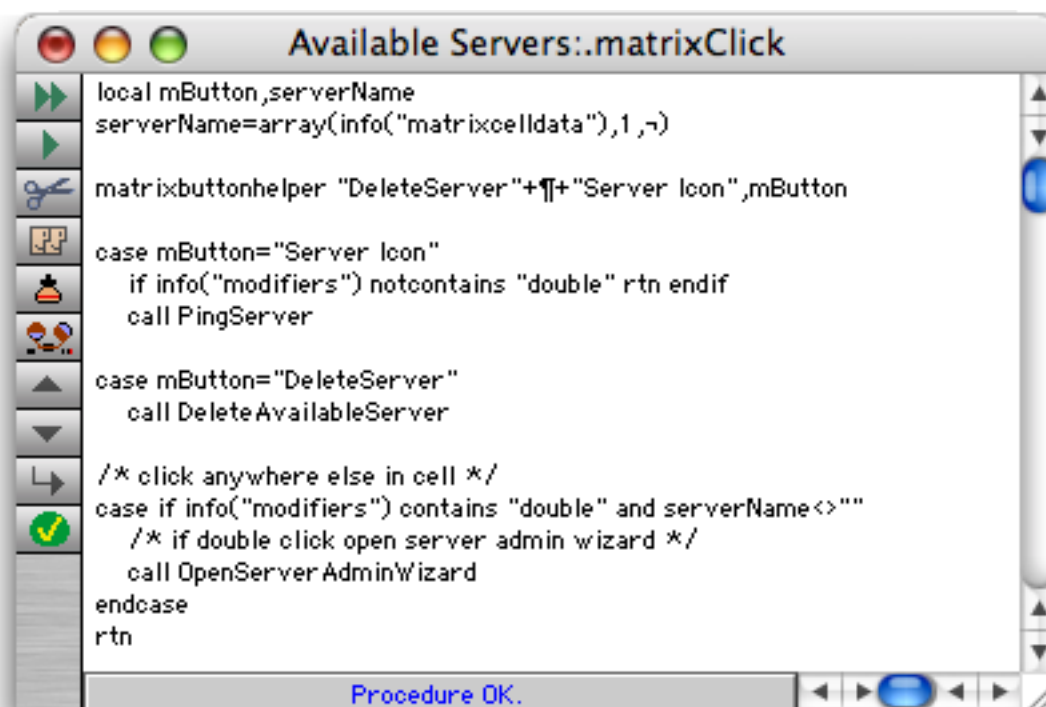 Available Servers:.matrixClick
local mButton,serverName
serverName=array(info("matrixcelldata"),1,¬)
matrixbuttonhelper "DeleteServer"+¶+"Server Icon",mButton
case mButton="Server Icon"
if info("modifiers") notcontains "double" rtn endif
call PingServer
case mButton="DeleteServer"
call DeleteAvailableServer
/* click anywhere else in cell */
case if info("modifiers") contains "double" and serverName<>""
/* if double click open server admin wizard */
call OpenServerAdminWizard
endcase
rtn
Procedure OK.